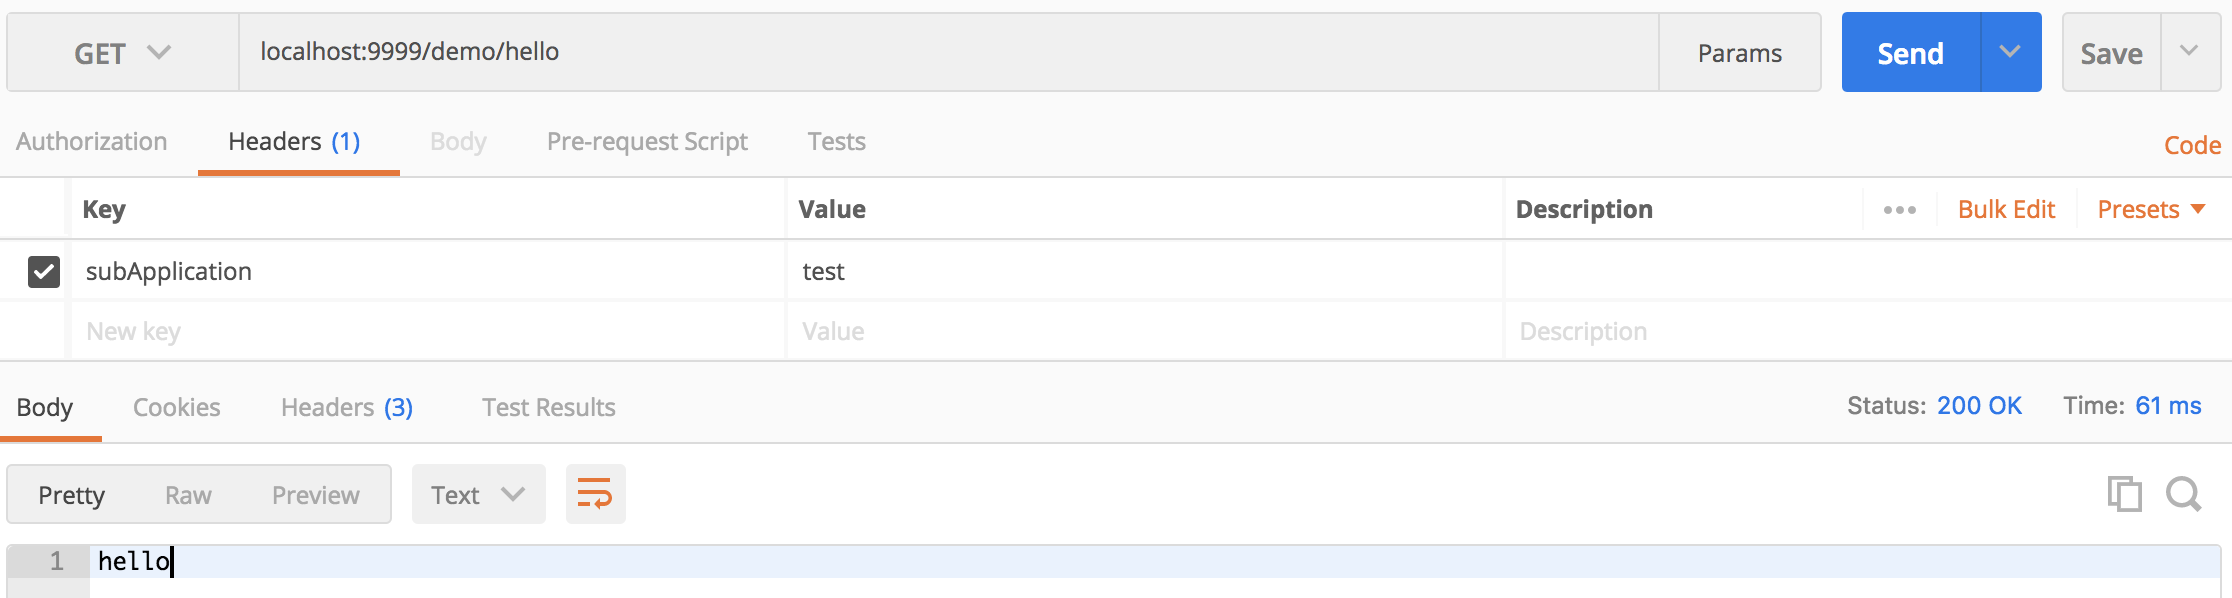 GET localhost:9999/demo/hello Params Send Save
Authorization Headers (1) Body Pre-request Script Tests Code
Key Value Description ••• Bulk Edit Presets
subApplication test
New key Value Description
Body Cookies Headers (3) Test Results Status: 200 OK Time: 61 ms
Pretty Raw Preview Text
1 hello